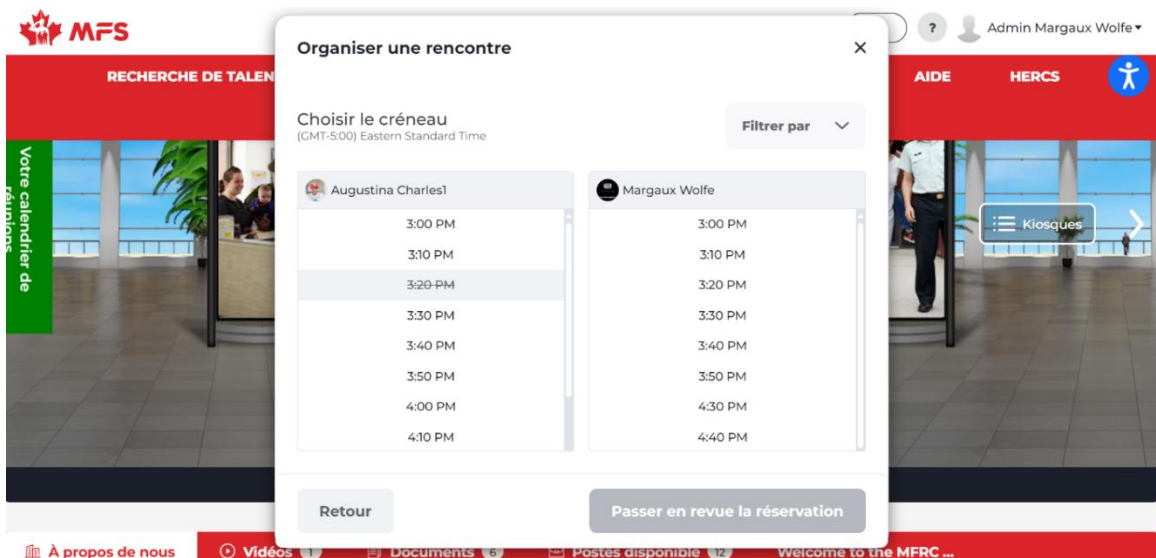 MFS
Admin Margaux Wolfe
?
RECHERCHE DE TALEN
AIDE
HERCS
Votre calendrier de
réunions
Kiosques
Organiser une rencontre
×
Choisir le créneau
(GMT-5:00) Eastern Standard Time
Filtrer par
Augustina Charles1
3:00 PM
3:10 PM
3:20 PM
3:30 PM
3:40 PM
3:50 PM
4:00 PM
4:10 PM
Margaux Wolfe
3:00 PM
3:10 PM
3:20 PM
3:30 PM
3:40 PM
3:50 PM
4:30 PM
4:40 PM
Retour
Passer en revue la réservation
À propos de nous
Vidéos 1
Documents 6
Postes disponible 12
Welcome to the MFRC ...